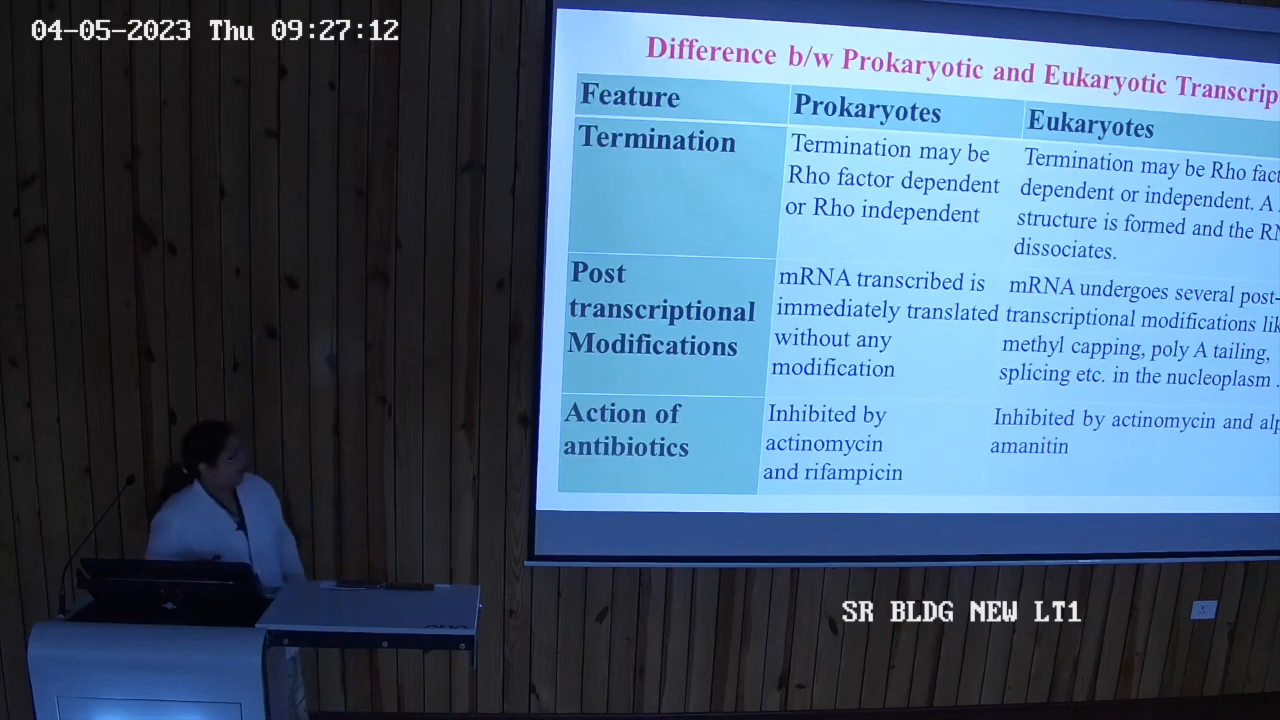 04-05-2023 Thu 09:27:12
Difference b/w Prokaryotic and Eukaryotic Transcrip
Feature
Prokaryotes
Eukaryotes
Termination
Termination may be
Rho factor dependent
or Rho independent
Termination may be Rho fact
dependent or independent. A
structure is formed and the RN
dissociates.
Post
transcriptional
Modifications
mRNA transcribed is
immediately translated
without any
modification
mRNA undergoes several post-
transcriptional modifications lik
methyl capping, poly A tailing,
splicing etc. in the nucleoplasm .
Action of
antibiotics
Inhibited by
actinomycin
and rifampicin
Inhibited by actinomycin and alp
amanitin
SR BLDG NEW LT1